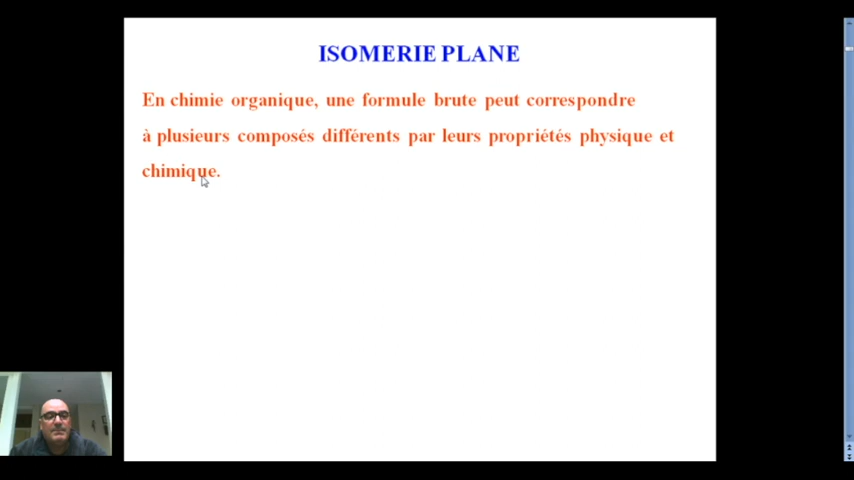 ISOMERIE PLANE
En chimie organique, une formule brute peut correspondre
à plusieurs composés différents par leurs propriétés physique et
chimique.